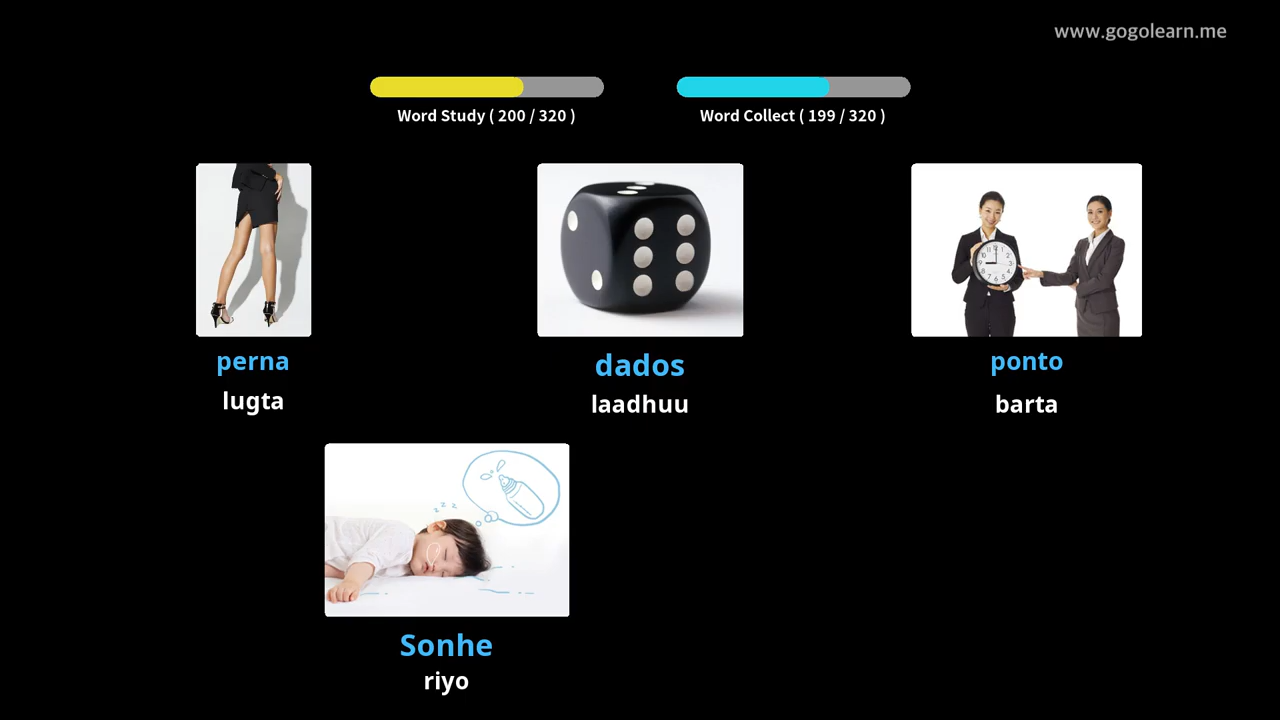 www.gogolearn.me
Word Study ( 200 / 320 )
Word Collect ( 199 / 320 )
perna
lugta
dados
laadhuu
ponto
barta
Sonhe
riyo